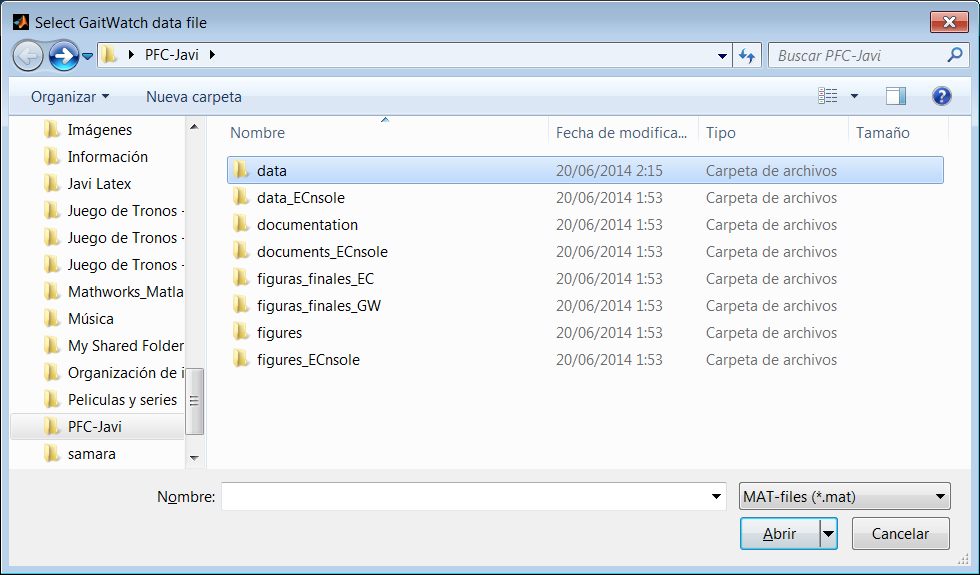 Select GaitWatch data file
PFC-Javi
Buscar PFC-Javi
Organizar
Nueva carpeta
Imágenes
Información
Javi Latex
Juego de Tronos -
Juego de Tronos -
Juego de Tronos -
Mathworks_Matla
Música
My Shared Folder
Organización de i
Peliculas y series
PFC-Javi
samara
Nombre Fecha de modifica... Tipo Tamaño
data 20/06/2014 2:15 Carpeta de archivos
data_ECnsole 20/06/2014 1:53 Carpeta de archivos
documentation 20/06/2014 1:53 Carpeta de archivos
documents_ECnsole 20/06/2014 1:53 Carpeta de archivos
figuras_finales_EC 20/06/2014 1:53 Carpeta de archivos
figuras_finales_GW 20/06/2014 1:53 Carpeta de archivos
figures 20/06/2014 1:53 Carpeta de archivos
figures_ECnsole 20/06/2014 1:53 Carpeta de archivos
Nombre:
MAT-files (*.mat)
Abrir
Cancelar